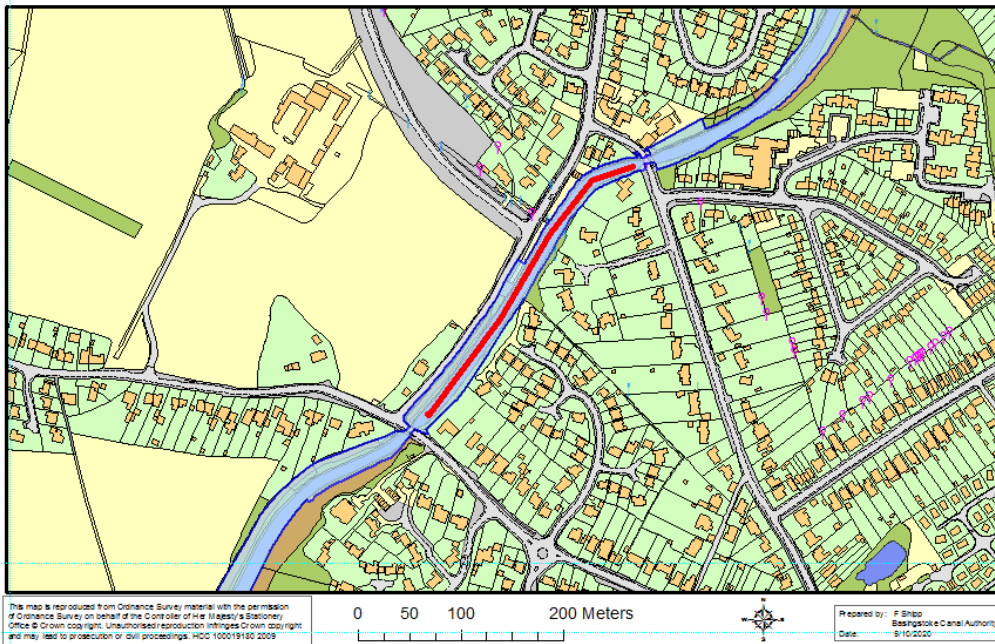 This map is reproduced from Ordnance Survey material with the permission
of Ordnance Survey on behalf of the Controller of Her Majesty's Stationery
Office © Crown copyright. Unauthorised reproduction infringes Crown copyright
and may lead to prosecution or civil proceedings. HCC 100019180 2009
0 50 100 200 Meters
N
W E
S
Prepared by: F Shipp
Basingstoke Canal Authority
Date: 5/10/2020